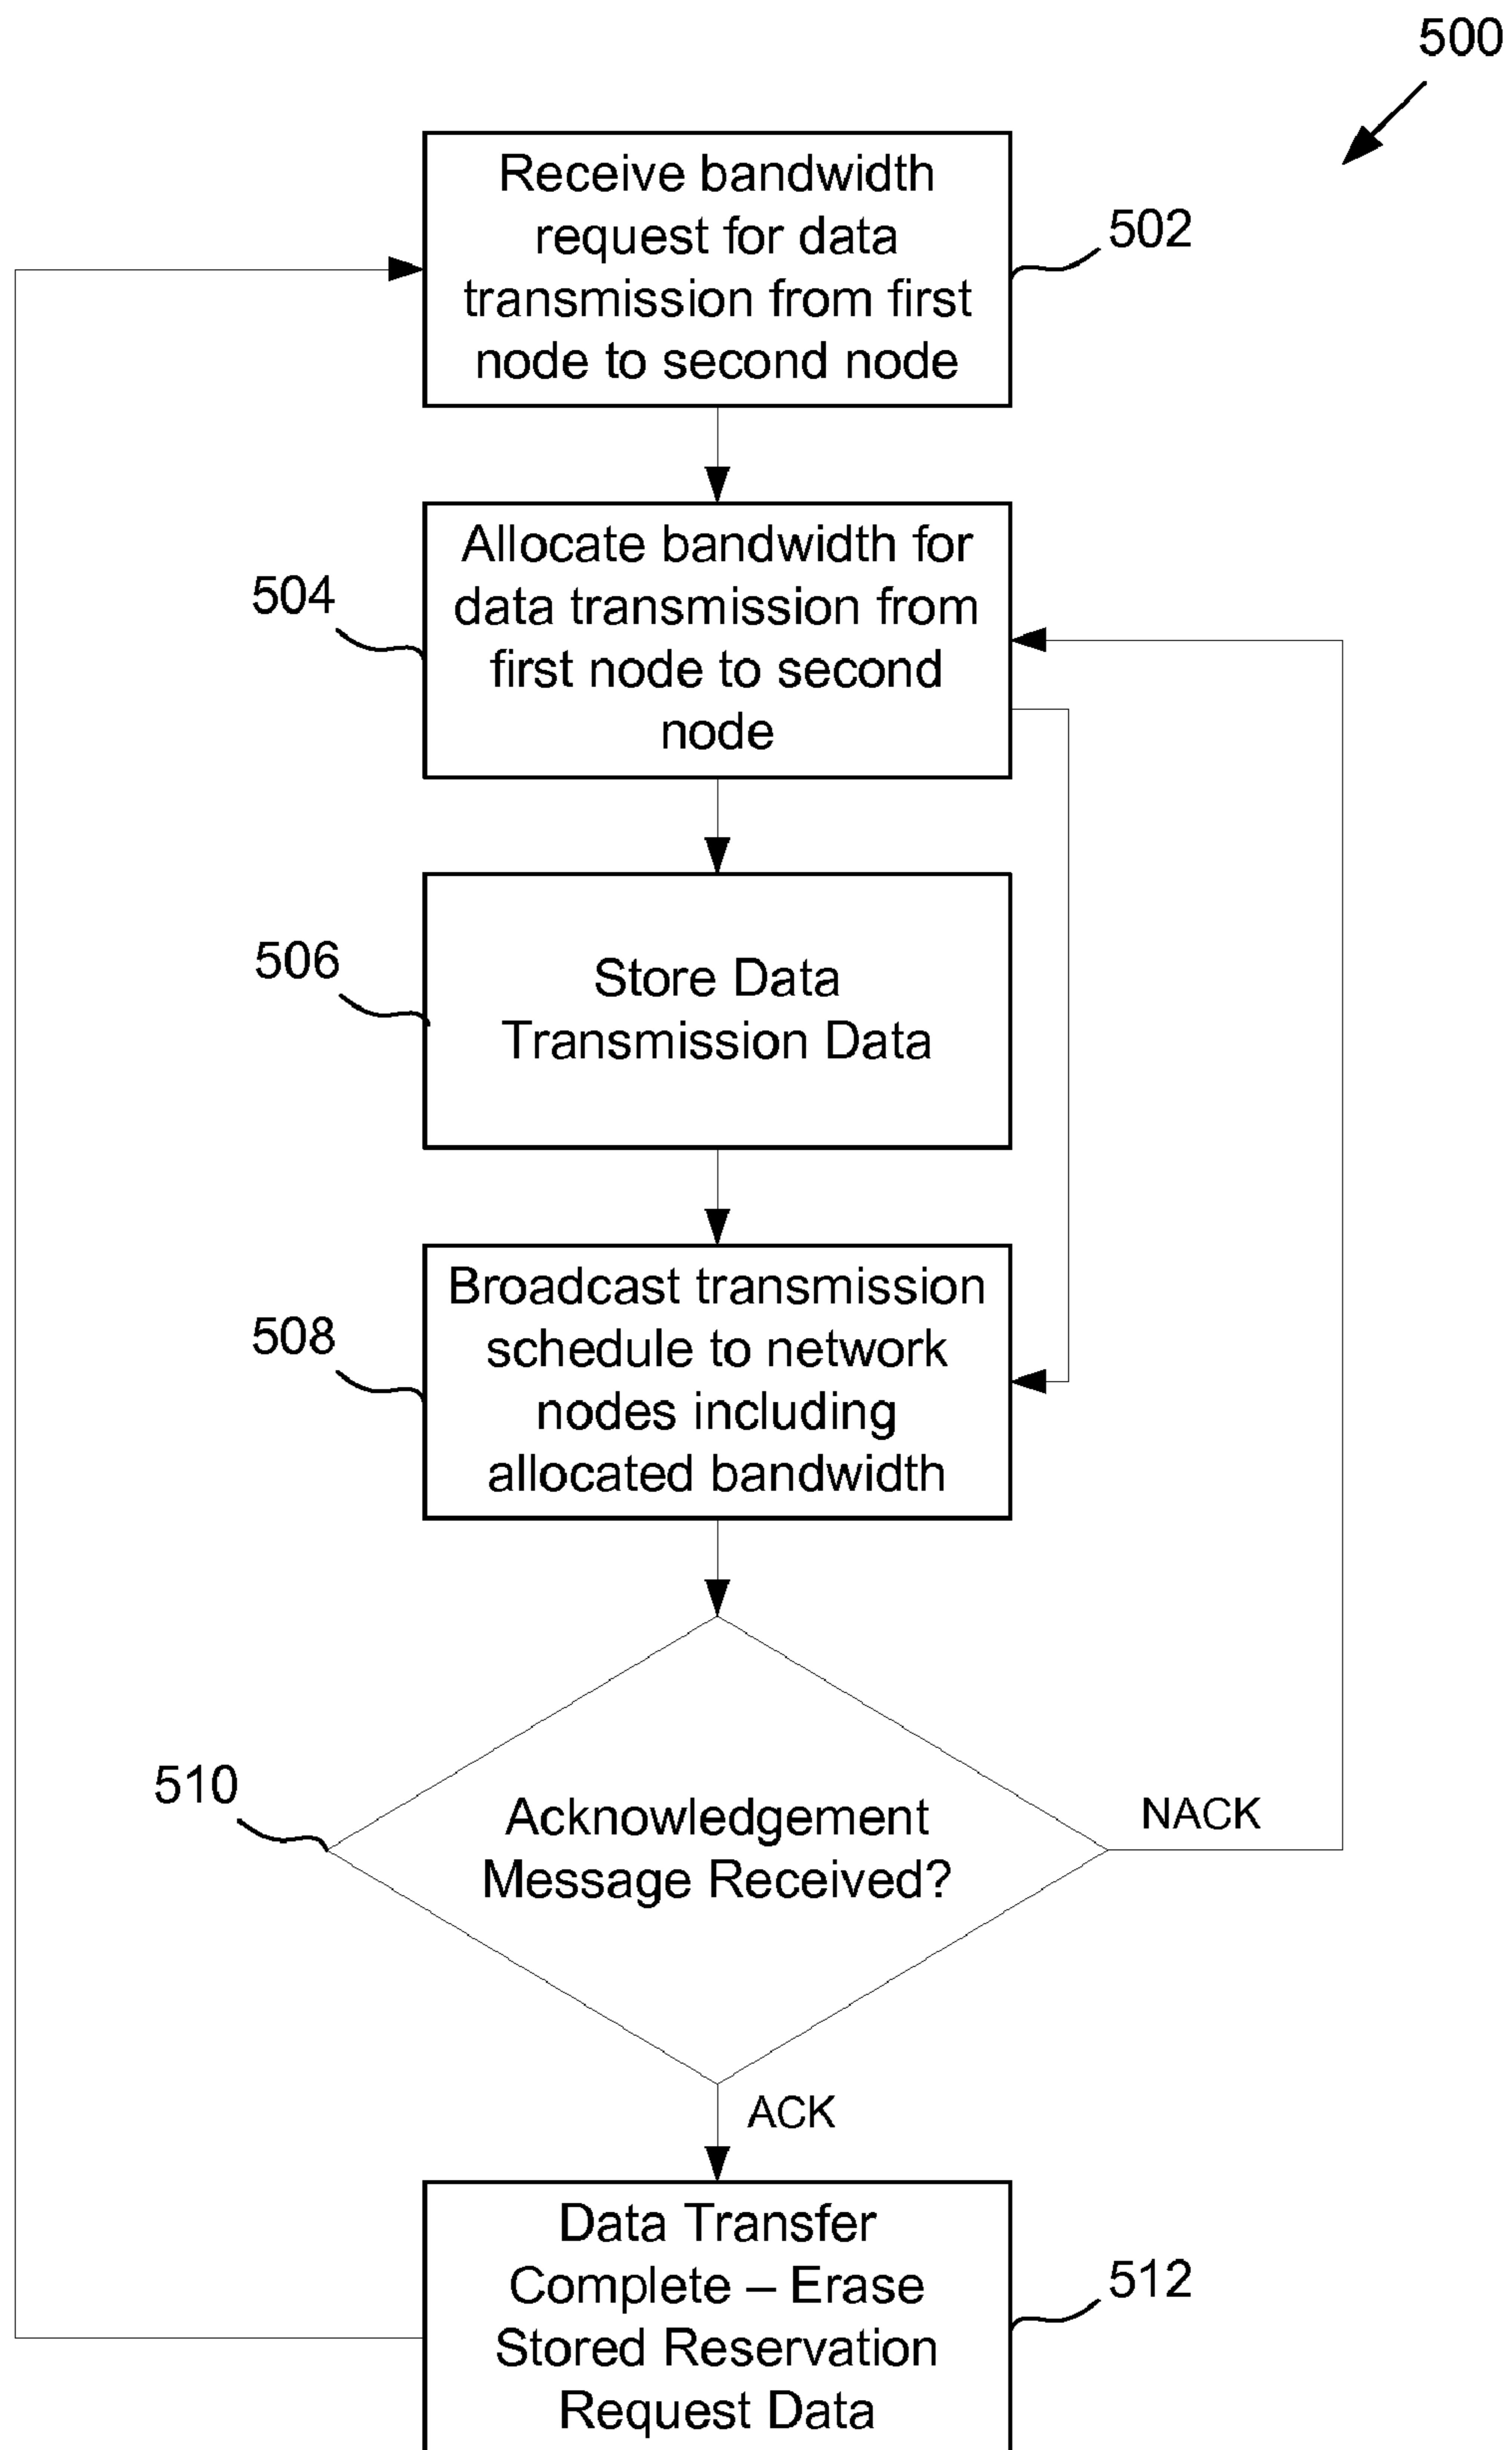 500
Receive bandwidth
request for data
transmission from first
node to second node
502
Allocate bandwidth for
data transmission from
first node to second
node
504
Store Data
Transmission Data
506
Broadcast transmission
schedule to network
nodes including
allocated bandwidth
508
Acknowledgement
Message Received?
510
NACK
ACK
Data Transfer
Complete – Erase
Stored Reservation
Request Data
512